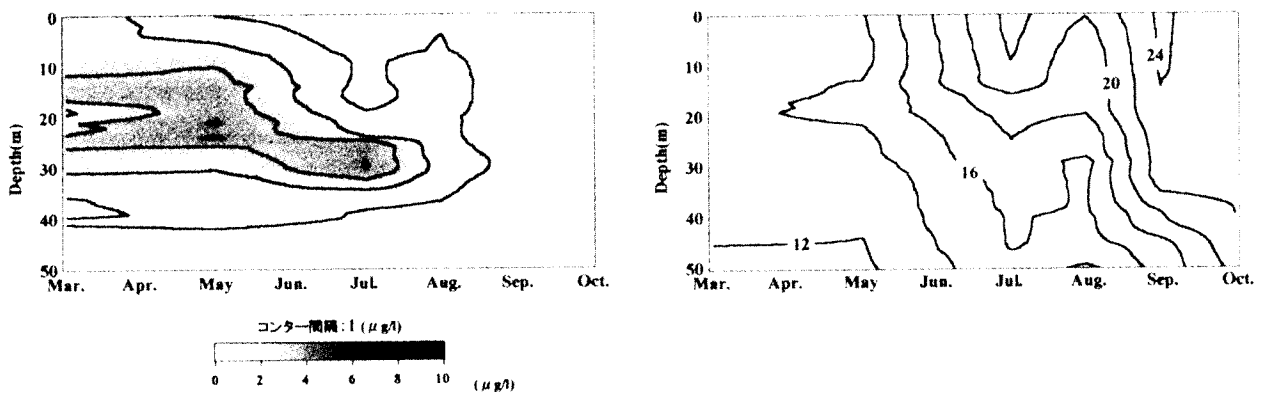 0
10
20
30
40
50
Depth(m)
Mar. Apr. May Jun. Jul. Aug. Sep. Oct.
コンター間隔:1 (μg/l)
0 2 4 6 8 10 (μg/l)
0
10
20
30
40
50
Depth(m)
24
20
16
12
Mar. Apr. May Jun. Jul. Aug. Sep. Oct.